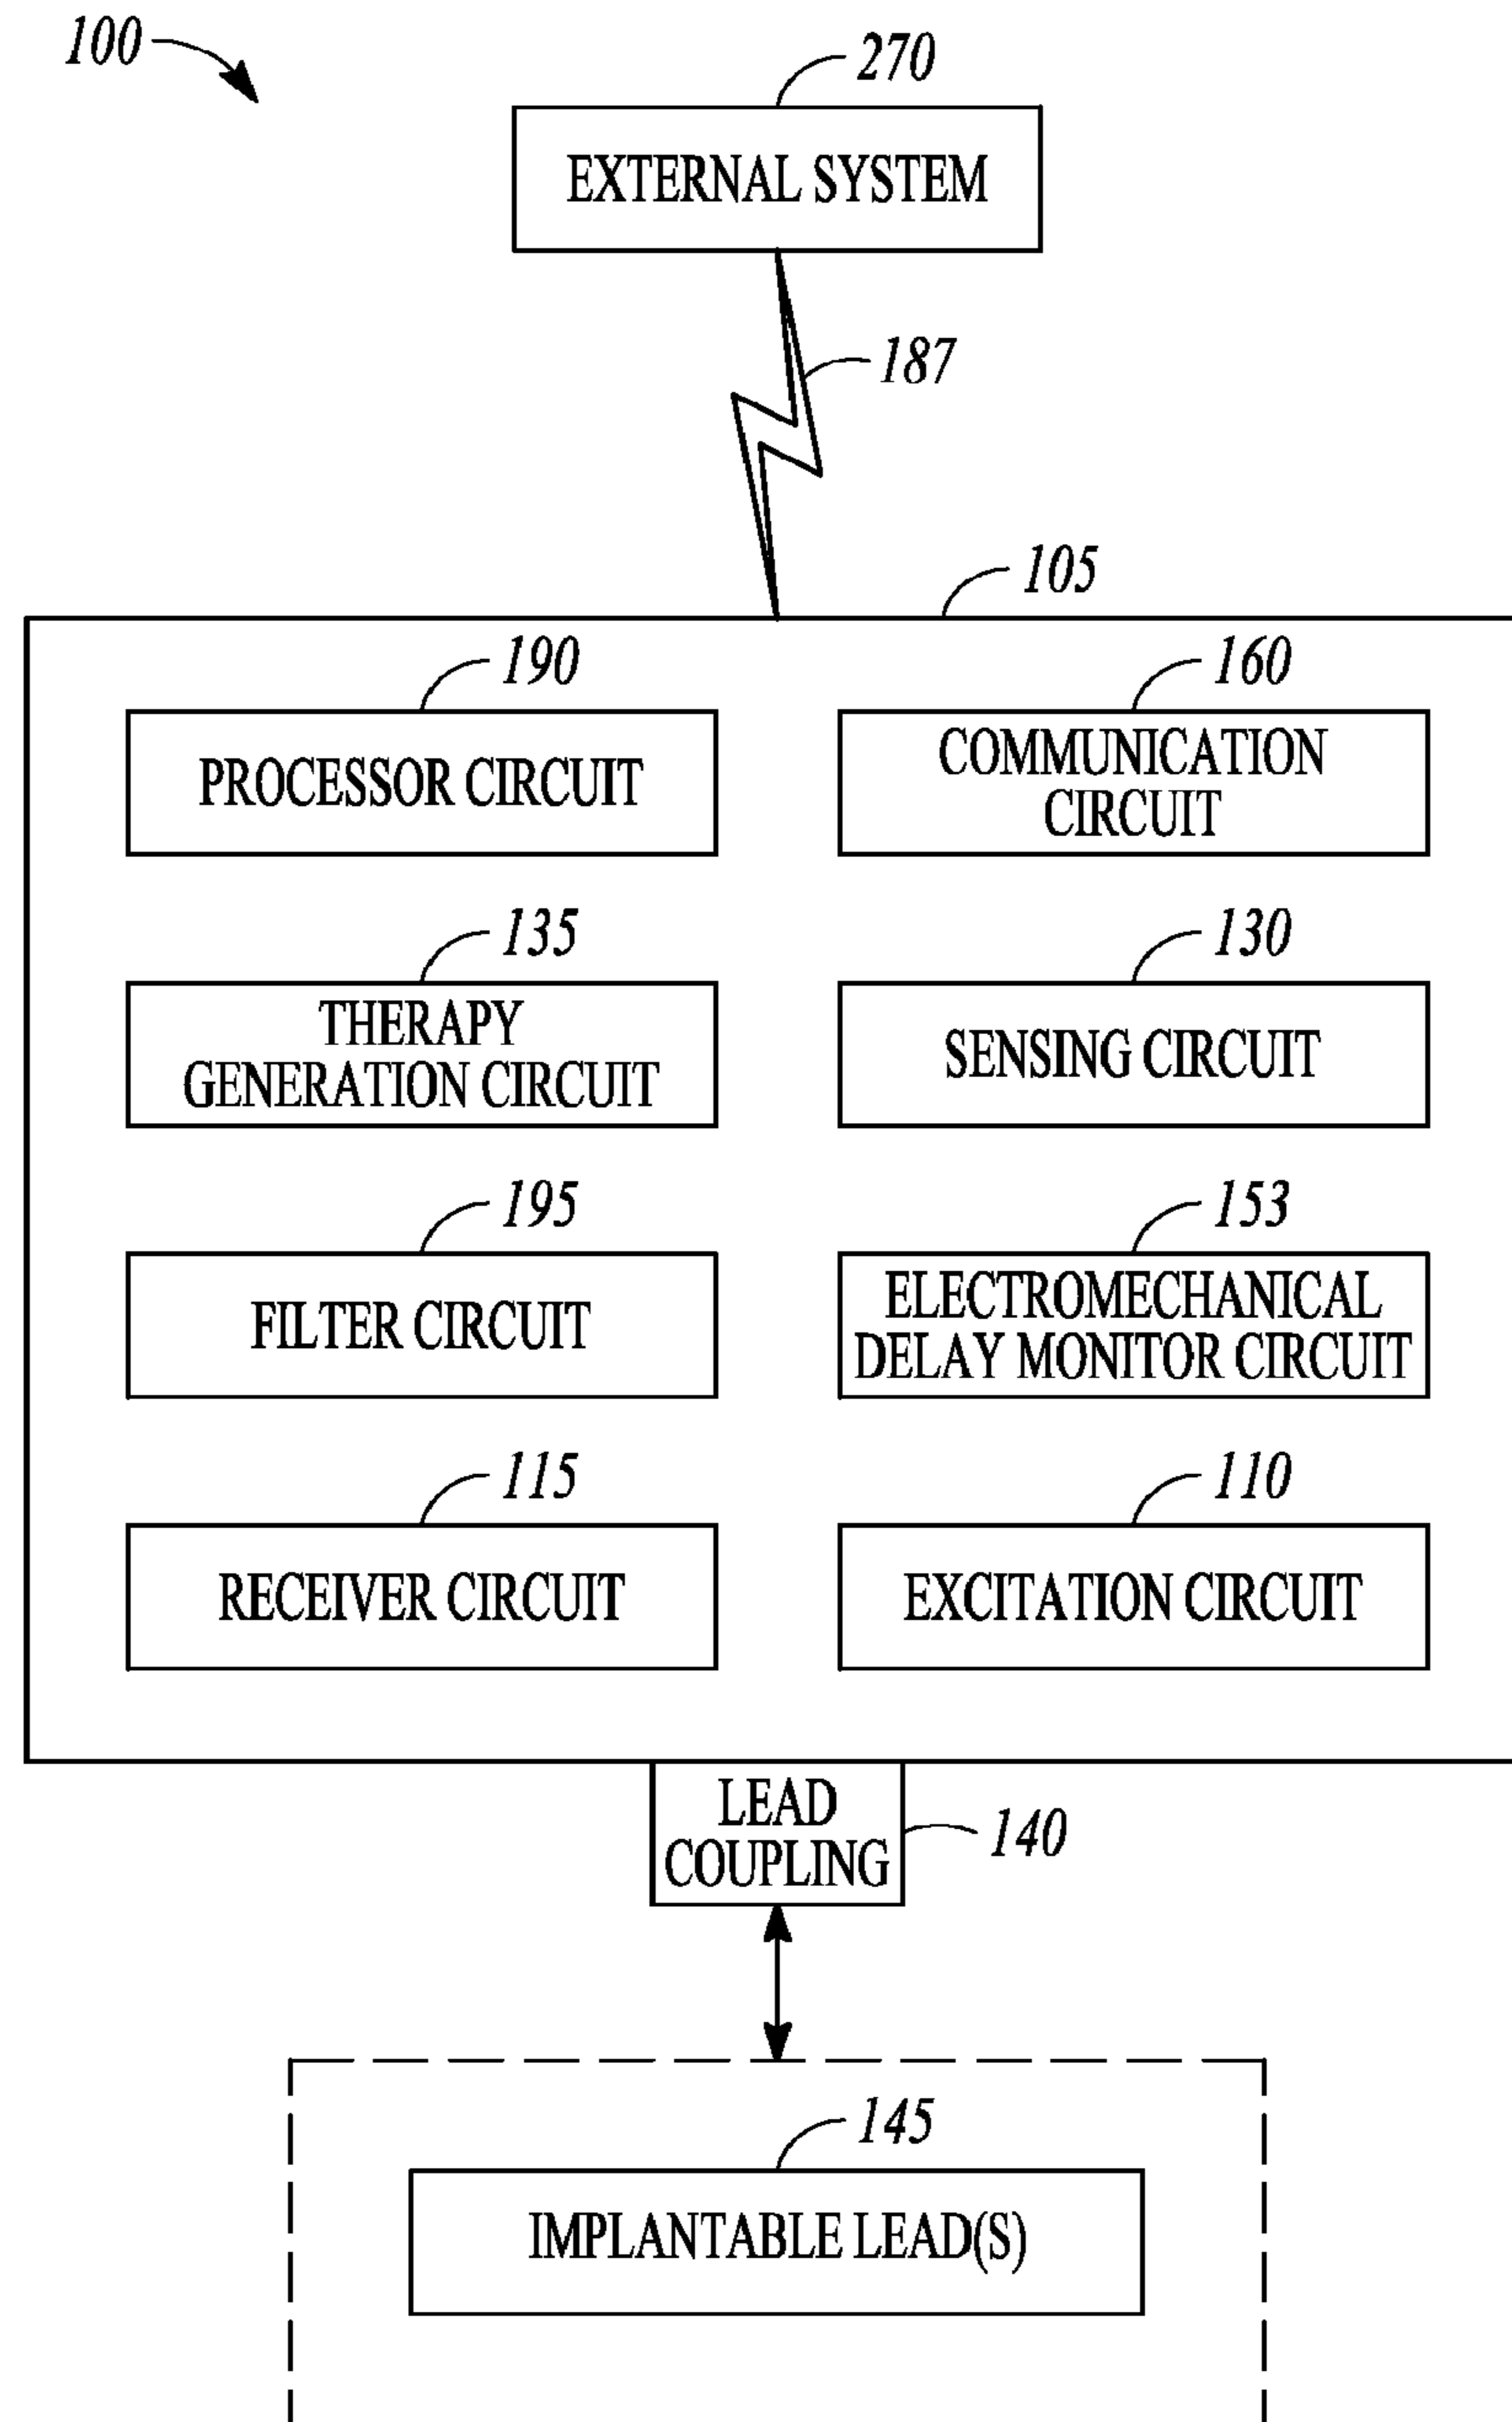 100
270
EXTERNAL SYSTEM
187
105
190
160
PROCESSOR CIRCUIT
COMMUNICATION
CIRCUIT
135
130
THERAPY
GENERATION CIRCUIT
SENSING CIRCUIT
195
153
FILTER CIRCUIT
ELECTROMECHANICAL
DELAY MONITOR CIRCUIT
115
110
RECEIVER CIRCUIT
EXCITATION CIRCUIT
LEAD
COUPLING
140
145
IMPLANTABLE LEAD(S)